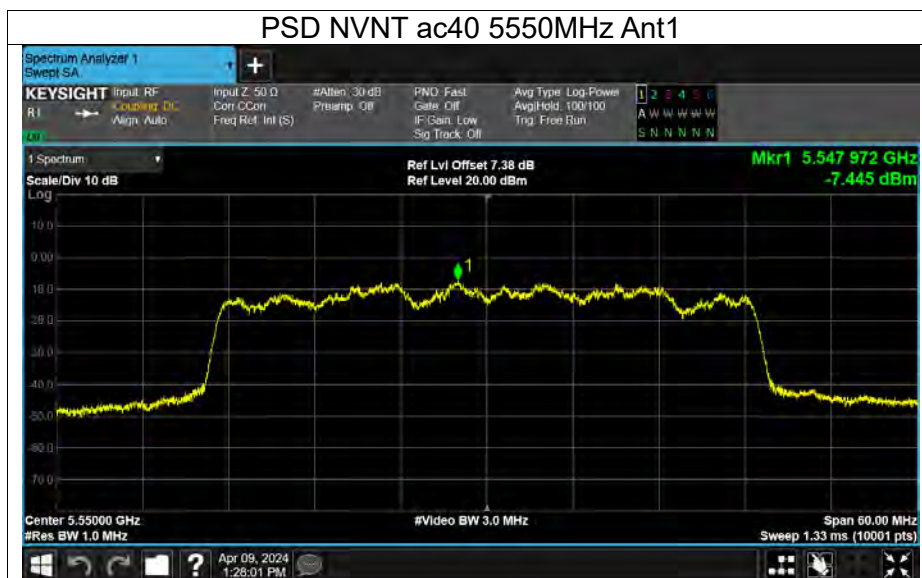 PSD NVNT ac40 5550MHz Ant1
Spectrum Analyzer 1
Swept SA
+
KEYSIGHT Input: RF
Input Z: 50 Ω
#Atten: 30 dB
PNO: Fast
Avg Type: Log-Power
1 2 3 4 5 6
Coupling: DC
Corr CCorr
Preamp: Off
Gate: Off
Avg|Hold: 100/100
A W W W W W
Align: Auto
Freq Ref: Int (S)
IF Gain: Low
Trig: Free Run
Sig Track: Off
S N N N N N
1 Spectrum
Scale/Div 10 dB
Ref Lvl Offset 7.38 dB
Ref Level 20.00 dBm
Mkr1 5.547 972 GHz
-7.445 dBm
Log
10.0
0.00
1
-10.0
-20.0
-30.0
-40.0
-50.0
-60.0
-70.0
Center 5.55000 GHz
#Video BW 3.0 MHz
Span 60.00 MHz
#Res BW 1.0 MHz
Sweep 1.33 ms (10001 pts)
?
Apr 09, 2024
1:28:01 PM